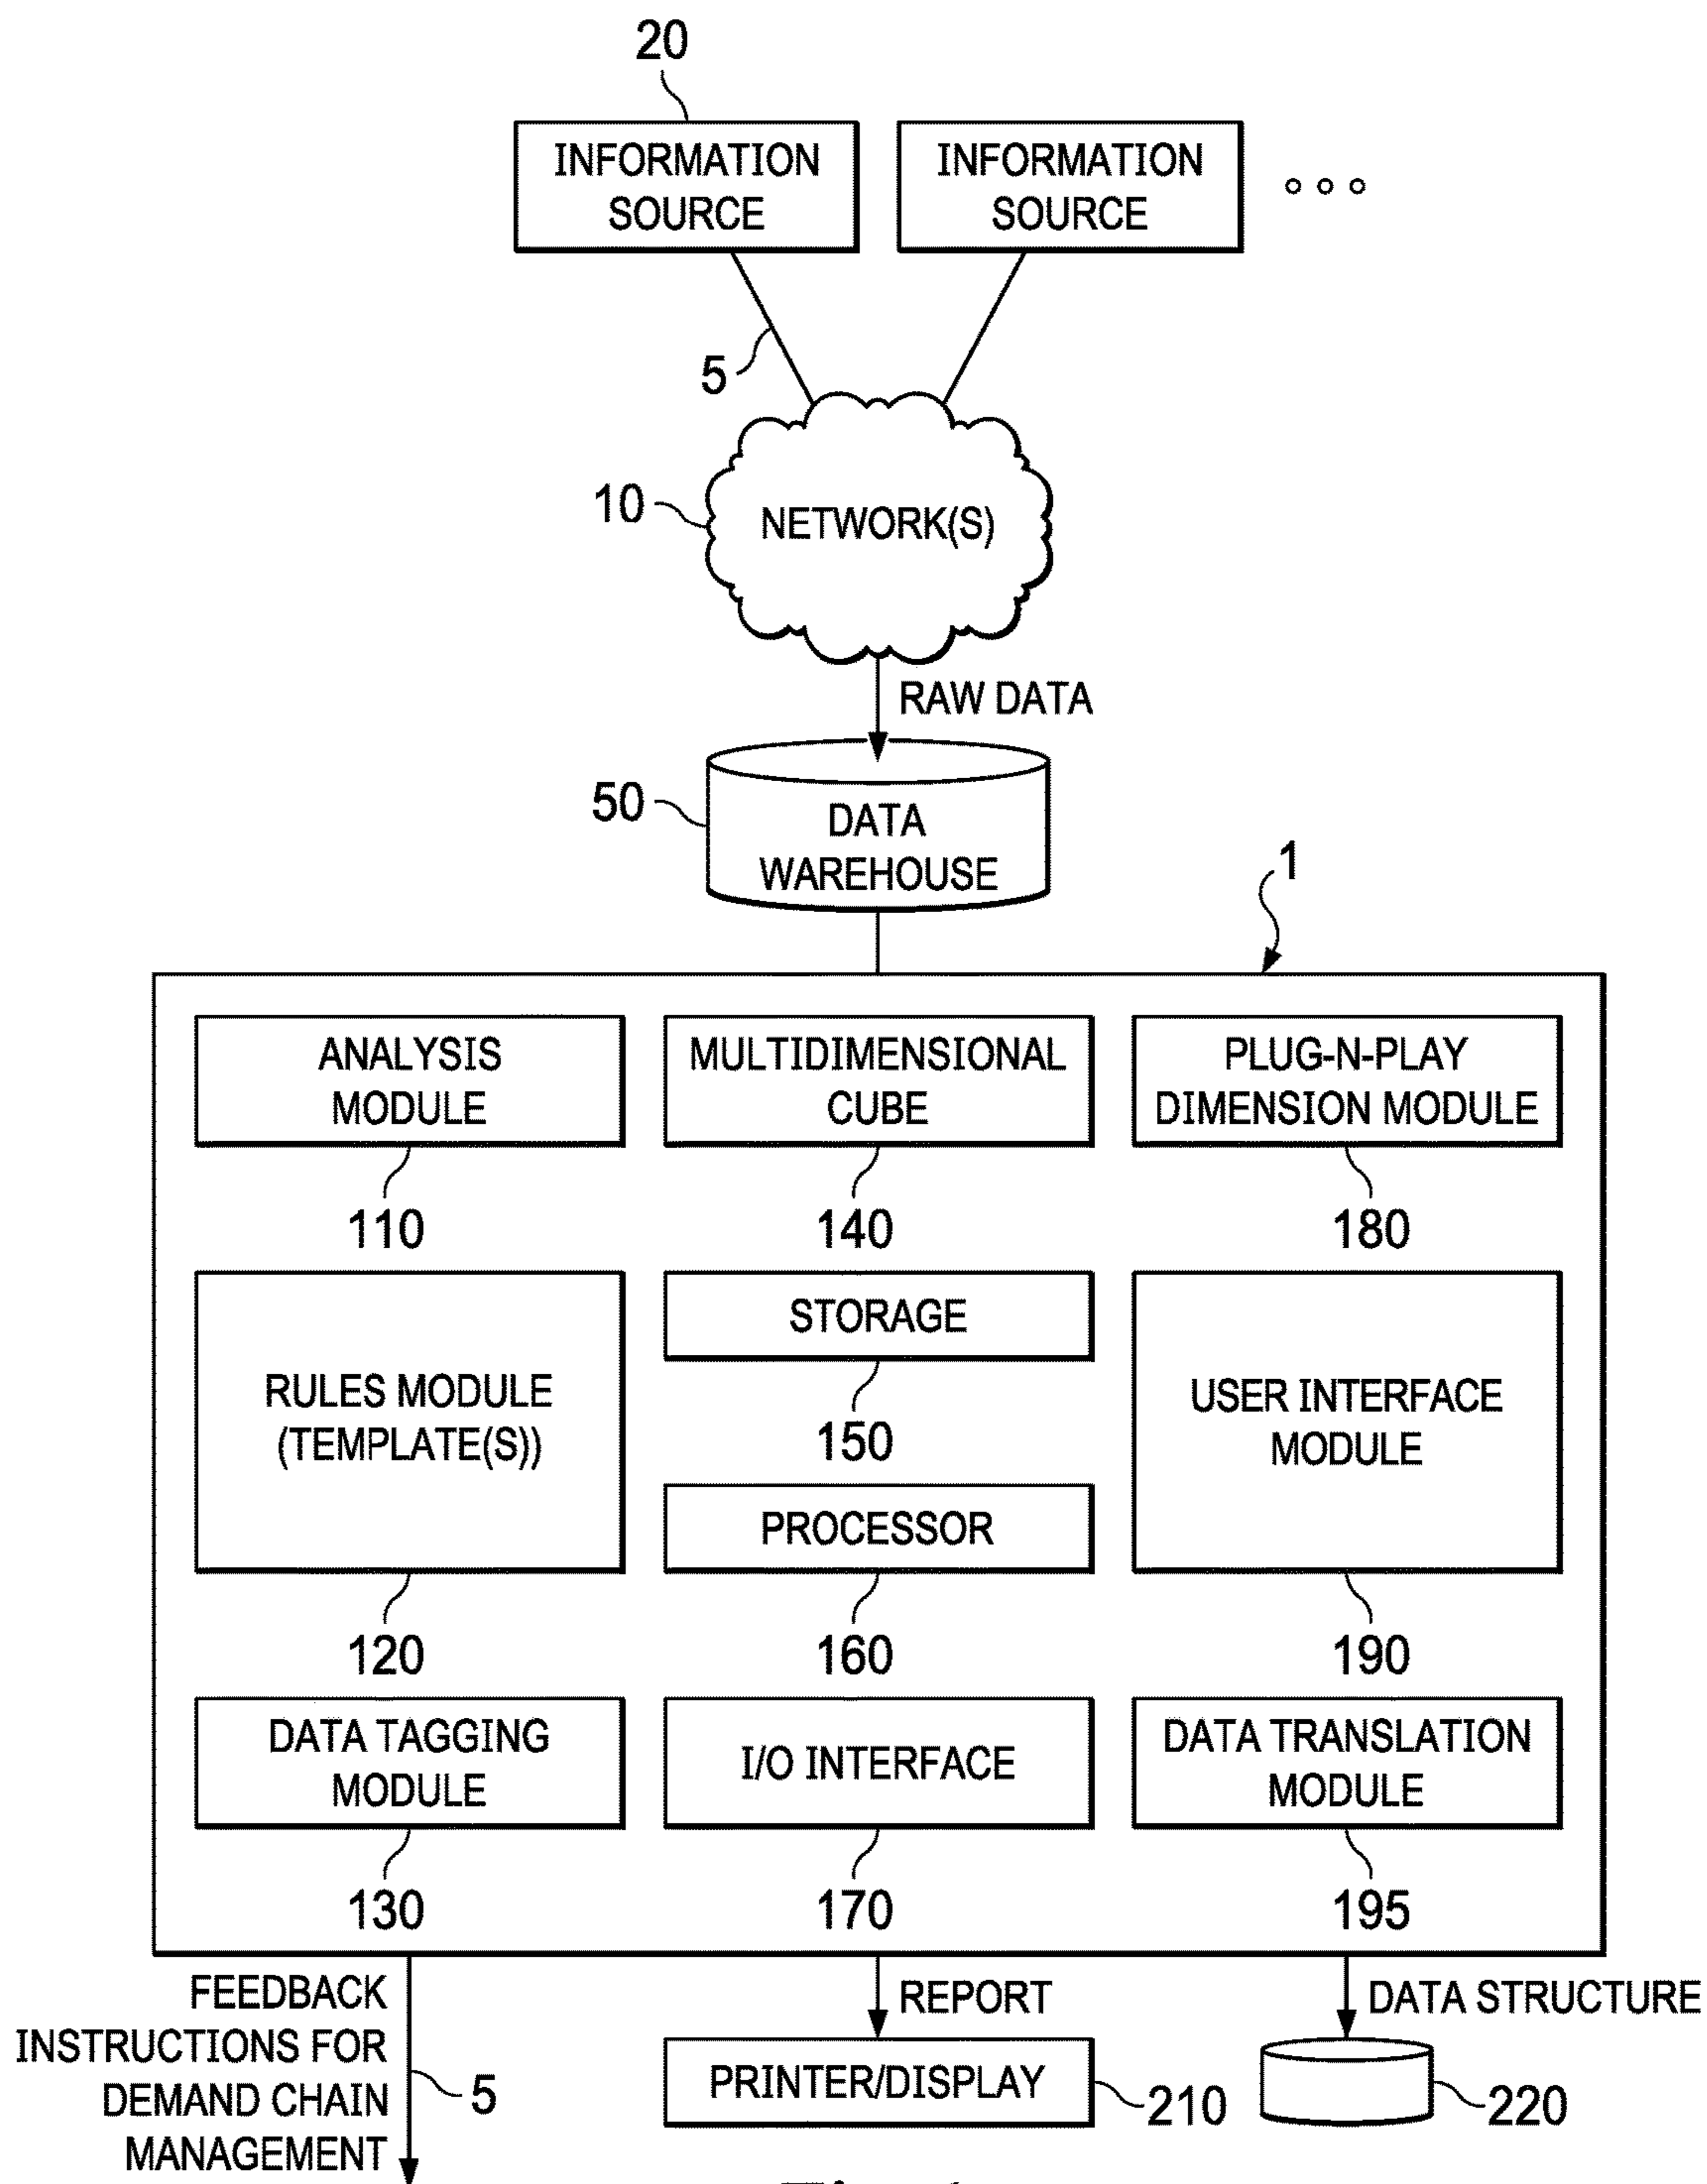 20
INFORMATION
SOURCE
INFORMATION
SOURCE
5
10
NETWORK(S)
RAW DATA
50
DATA
WAREHOUSE
1
ANALYSIS
MODULE
110
MULTIDIMENSIONAL
CUBE
140
PLUG-N-PLAY
DIMENSION MODULE
180
RULES MODULE
(TEMPLATE(S))
120
STORAGE
150
PROCESSOR
160
USER INTERFACE
MODULE
190
DATA TAGGING
MODULE
130
I/O INTERFACE
170
DATA TRANSLATION
MODULE
195
FEEDBACK
INSTRUCTIONS FOR
DEMAND CHAIN
MANAGEMENT
5
REPORT
PRINTER/DISPLAY
210
DATA STRUCTURE
220